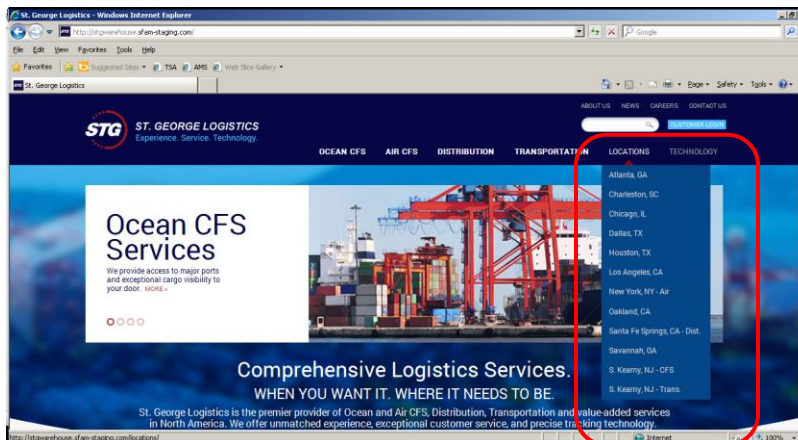 St. George Logistics - Windows Internet Explorer
http://stgwarehouse.sfam-staging.com/
Google
File Edit View Favorites Tools Help
Favorites Suggested Sites TSA AMS Web Slice Gallery
St. George Logistics
Page Safety Tools
ABOUT US NEWS CAREERS CONTACT US
CUSTOMER LOGIN
STG
ST. GEORGE LOGISTICS
Experience. Service. Technology.
OCEAN CFS AIR CFS DISTRIBUTION TRANSPORTATION LOCATIONS TECHNOLOGY
Atlanta, GA
Charleston, SC
Chicago, IL
Dallas, TX
Houston, TX
Los Angeles, CA
New York, NY - Air
Oakland, CA
Santa Fe Springs, CA - Dist.
Savannah, GA
S. Kearny, NJ - CFS
S. Kearny, NJ - Trans.
Ocean CFS
Services
We provide access to major ports
and exceptional cargo visibility to
your door. MORE »
Comprehensive Logistics Services.
WHEN YOU WANT IT. WHERE IT NEEDS TO BE.
St. George Logistics is the premier provider of Ocean and Air CFS, Distribution, Transportation and value-added services
in North America. We offer unmatched experience, exceptional customer service, and precise tracking technology.
http://stgwarehouse.sfam-staging.com/locations/
Internet
100%